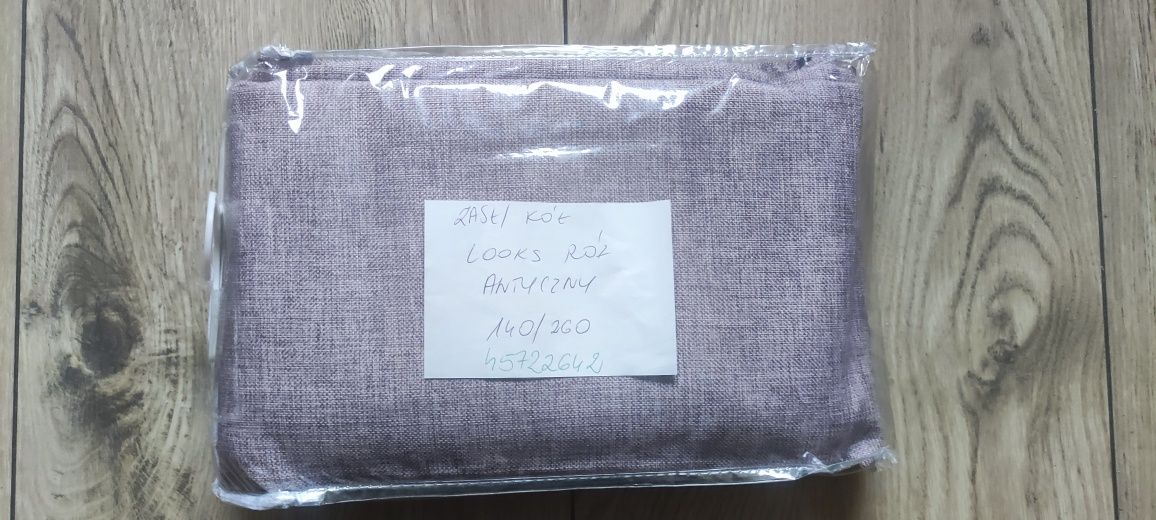 ZASŁ/ KÓŁ
LOOKS RÓŻ
ANTYCZNY
140/260
45722642